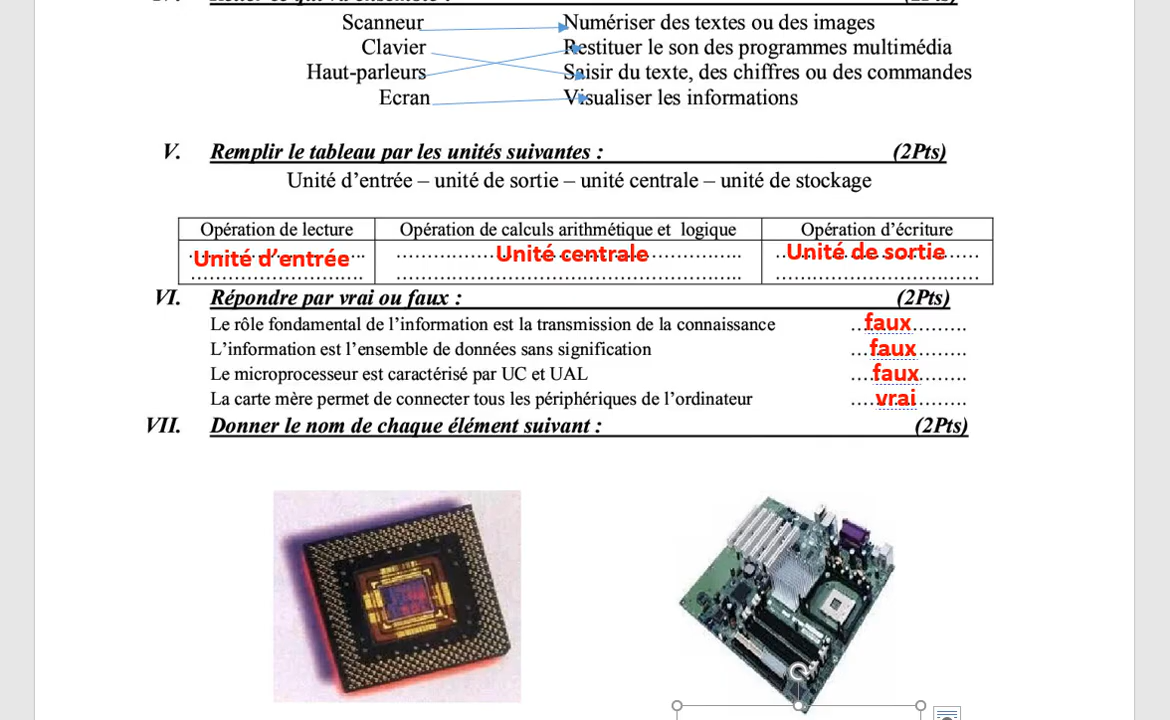 Scanneur Numériser des textes ou des images
Clavier Restituer le son des programmes multimédia
Haut-parleurs Saisir du texte, des chiffres ou des commandes
Ecran Visualiser les informations
V. Remplir le tableau par les unités suivantes : (2Pts)
Unité d’entrée – unité de sortie – unité centrale – unité de stockage
Opération de lecture Opération de calculs arithmétique et logique Opération d’écriture
Unité d’entrée Unité centrale Unité de sortie
VI. Répondre par vrai ou faux : (2Pts)
Le rôle fondamental de l’information est la transmission de la connaissance faux
L’information est l’ensemble de données sans signification faux
Le microprocesseur est caractérisé par UC et UAL faux
La carte mère permet de connecter tous les périphériques de l’ordinateur vrai
VII. Donner le nom de chaque élément suivant : (2Pts)